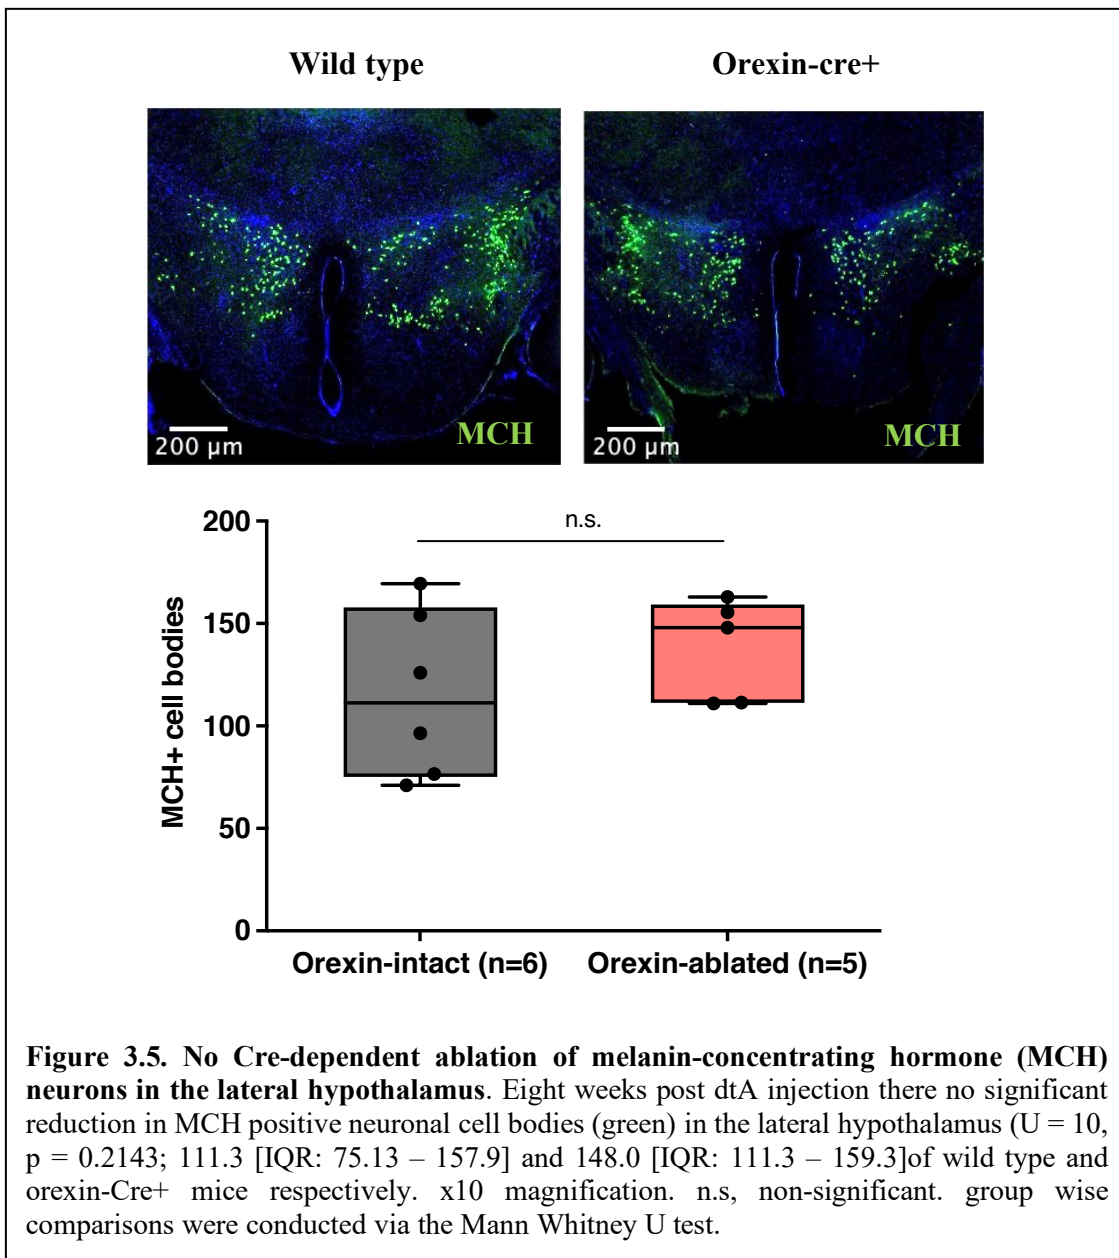 Wild type
Orexin-cre+
200 µm
MCH
200 µm
MCH
n.s.
200
150
100
50
0
MCH+ cell bodies
Orexin-intact (n=6)
Orexin-ablated (n=5)
Figure 3.5. No Cre-dependent ablation of melanin-concentrating hormone (MCH)
neurons in the lateral hypothalamus. Eight weeks post dtA injection there no significant
reduction in MCH positive neuronal cell bodies (green) in the lateral hypothalamus (U = 10,
p = 0.2143; 111.3 [IQR: 75.13 – 157.9] and 148.0 [IQR: 111.3 – 159.3]of wild type and
orexin-Cre+ mice respectively. x10 magnification. n.s, non-significant. group wise
comparisons were conducted via the Mann Whitney U test.